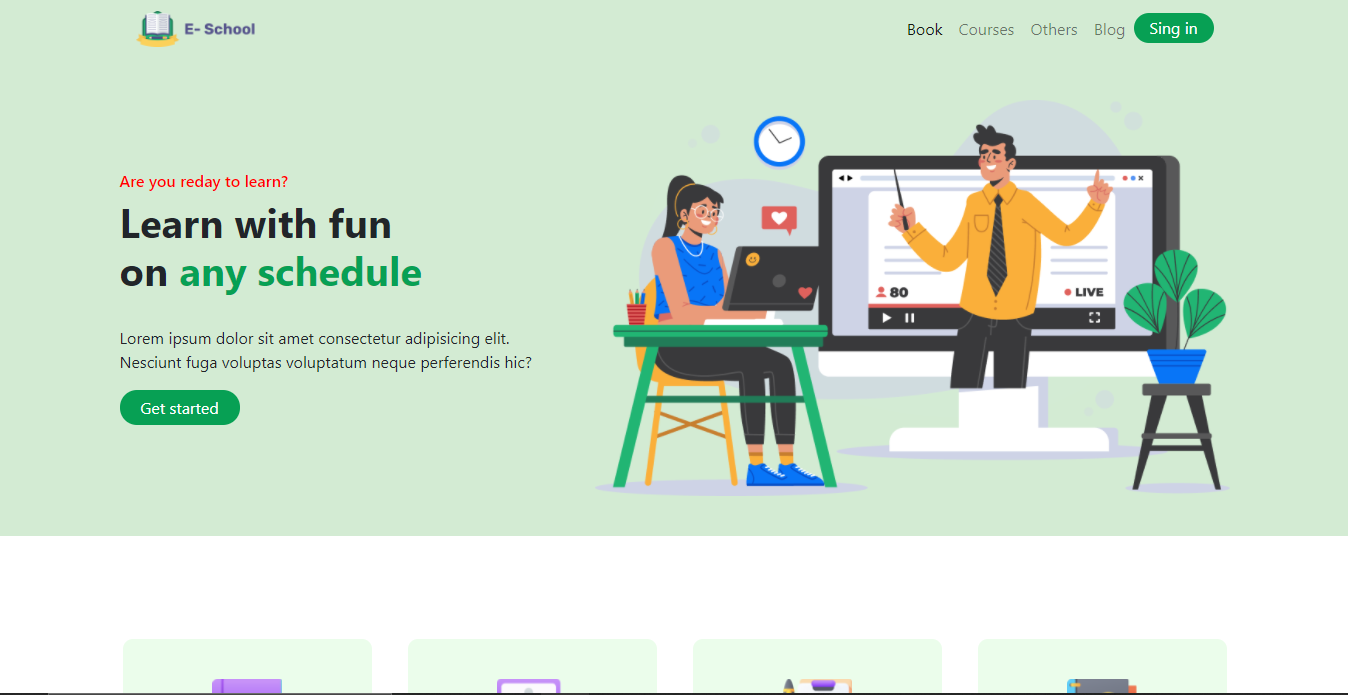 E- School
Book Courses Others Blog Sing in
Are you reday to learn?
Learn with fun
on any schedule
Lorem ipsum dolor sit amet consectetur adipisicing elit.
Nesciunt fuga voluptas voluptatum neque perferendis hic?
Get started
80
LIVE